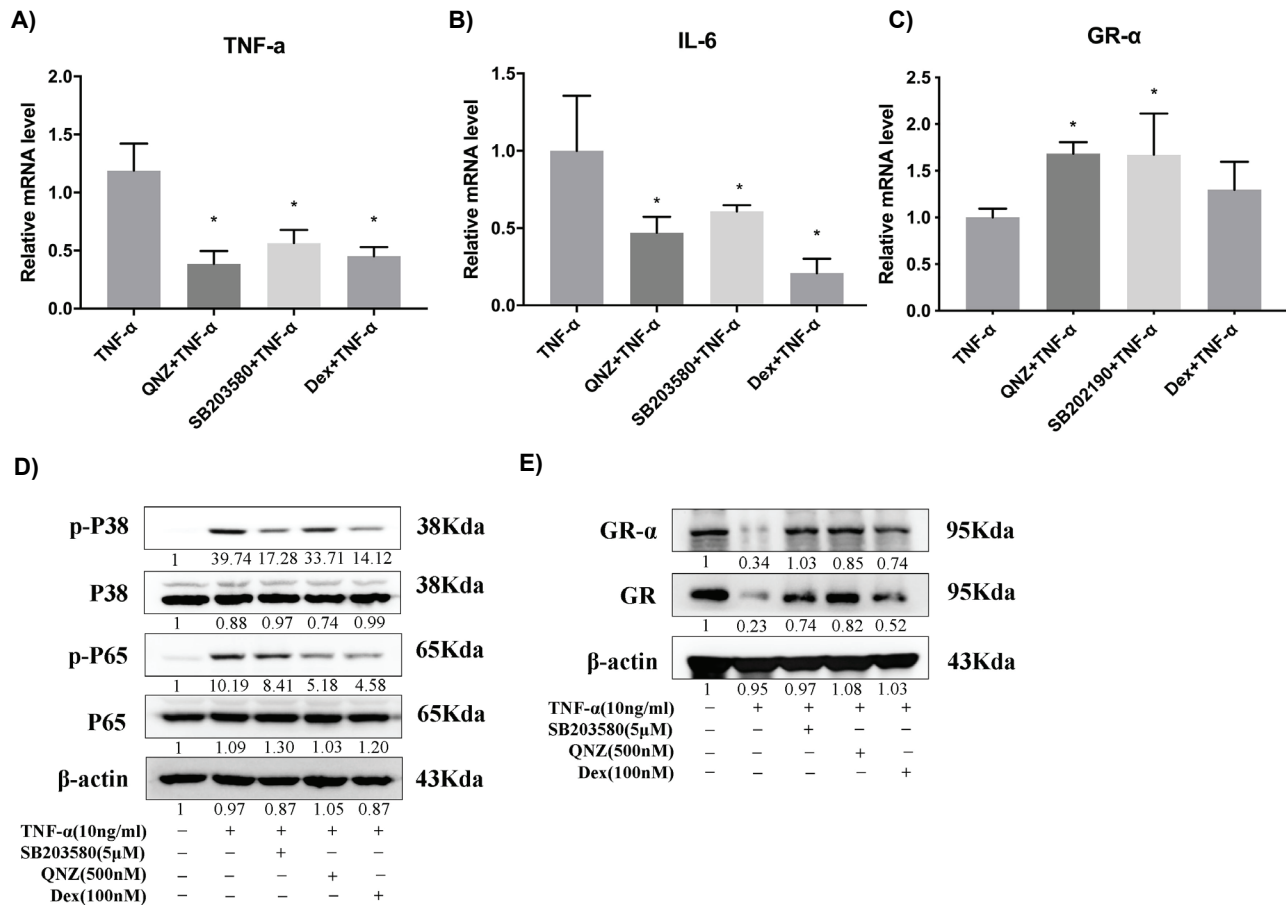 A)
TNF-a
Relative mRNA level
2.0
1.5
1.0
0.5
0.0
*
*
*
TNF-α
QNZ+TNF-α
SB203580+TNF-α
Dex+TNF-α
B)
IL-6
Relative mRNA level
1.5
1.0
0.5
0.0
*
*
*
TNF-α
QNZ+TNF-α
SB203580+TNF-α
Dex+TNF-α
C)
GR-α
Relative mRNA level
2.5
2.0
1.5
1.0
0.5
0.0
*
*
TNF-α
QNZ+TNF-α
SB202190+TNF-α
Dex+TNF-α
D)
p-P38 38Kda
1 39.74 17.28 33.71 14.12
P38 38Kda
1 0.88 0.97 0.74 0.99
p-P65 65Kda
1 10.19 8.41 5.18 4.58
P65 65Kda
1 1.09 1.30 1.03 1.20
β-actin 43Kda
1 0.97 0.87 1.05 0.87
TNF-α(10ng/ml) – + + + +
SB203580(5μM) – – + – –
QNZ(500nM) – – – + –
Dex(100nM) – – – – +
E)
GR-α 95Kda
1 0.34 1.03 0.85 0.74
GR 95Kda
1 0.23 0.74 0.82 0.52
β-actin 43Kda
1 0.95 0.97 1.08 1.03
TNF-α(10ng/ml) – + + + +
SB203580(5μM) – – + – –
QNZ(500nM) – – – + –
Dex(100nM) – – – – +